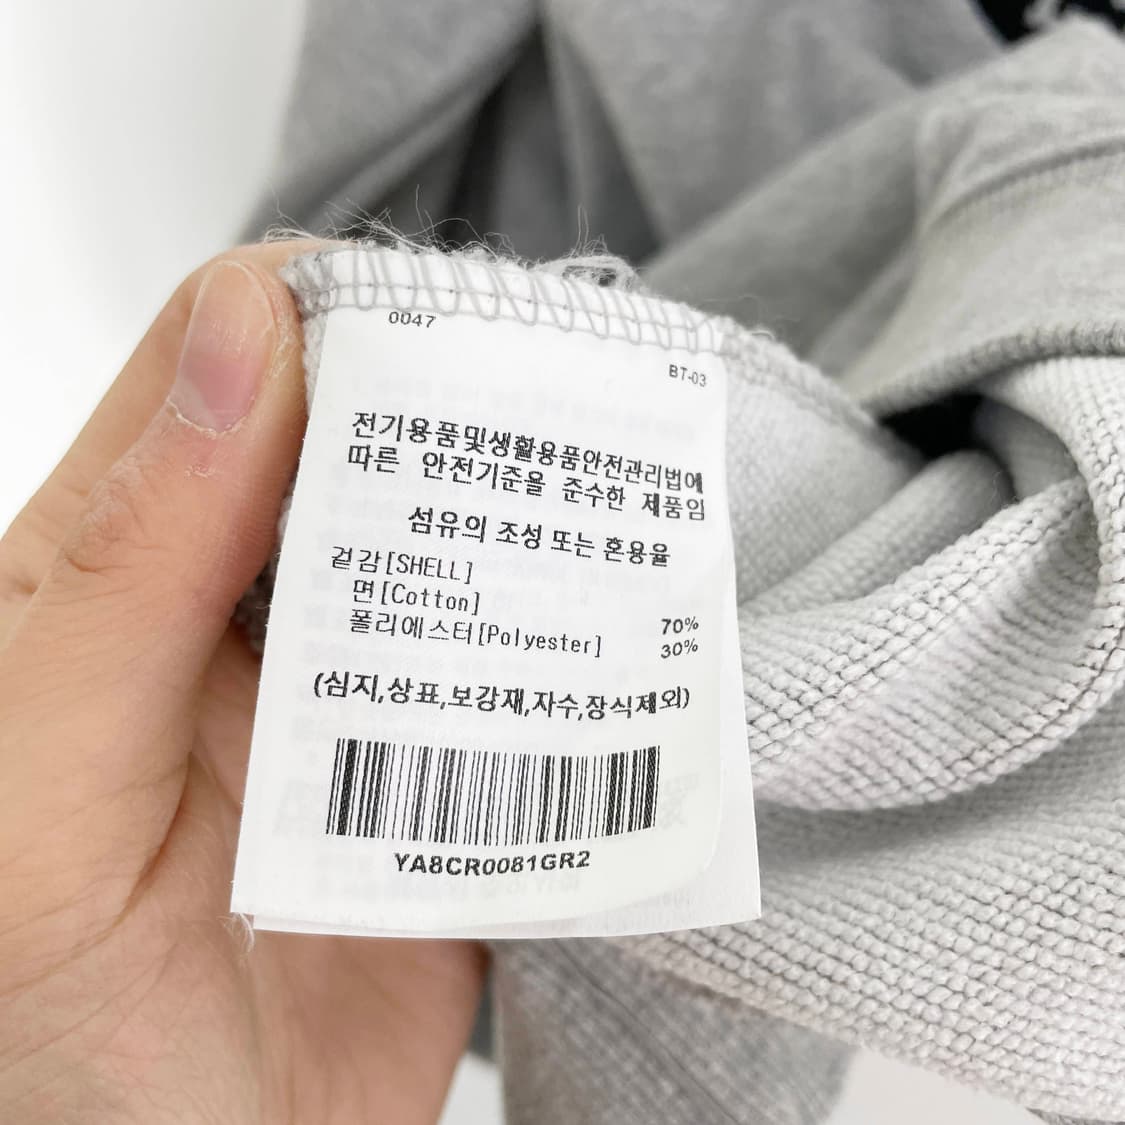 0047
BT-03
전기용품및생활용품안전관리법에
따른 안전기준을 준수한 제품임
섬유의 조성 또는 혼용율
겉감[SHELL]
면[Cotton] 70%
폴리에스터[Polyester] 30%
(심지,상표,보강재,자수,장식제외)
YA8CR0081GR2